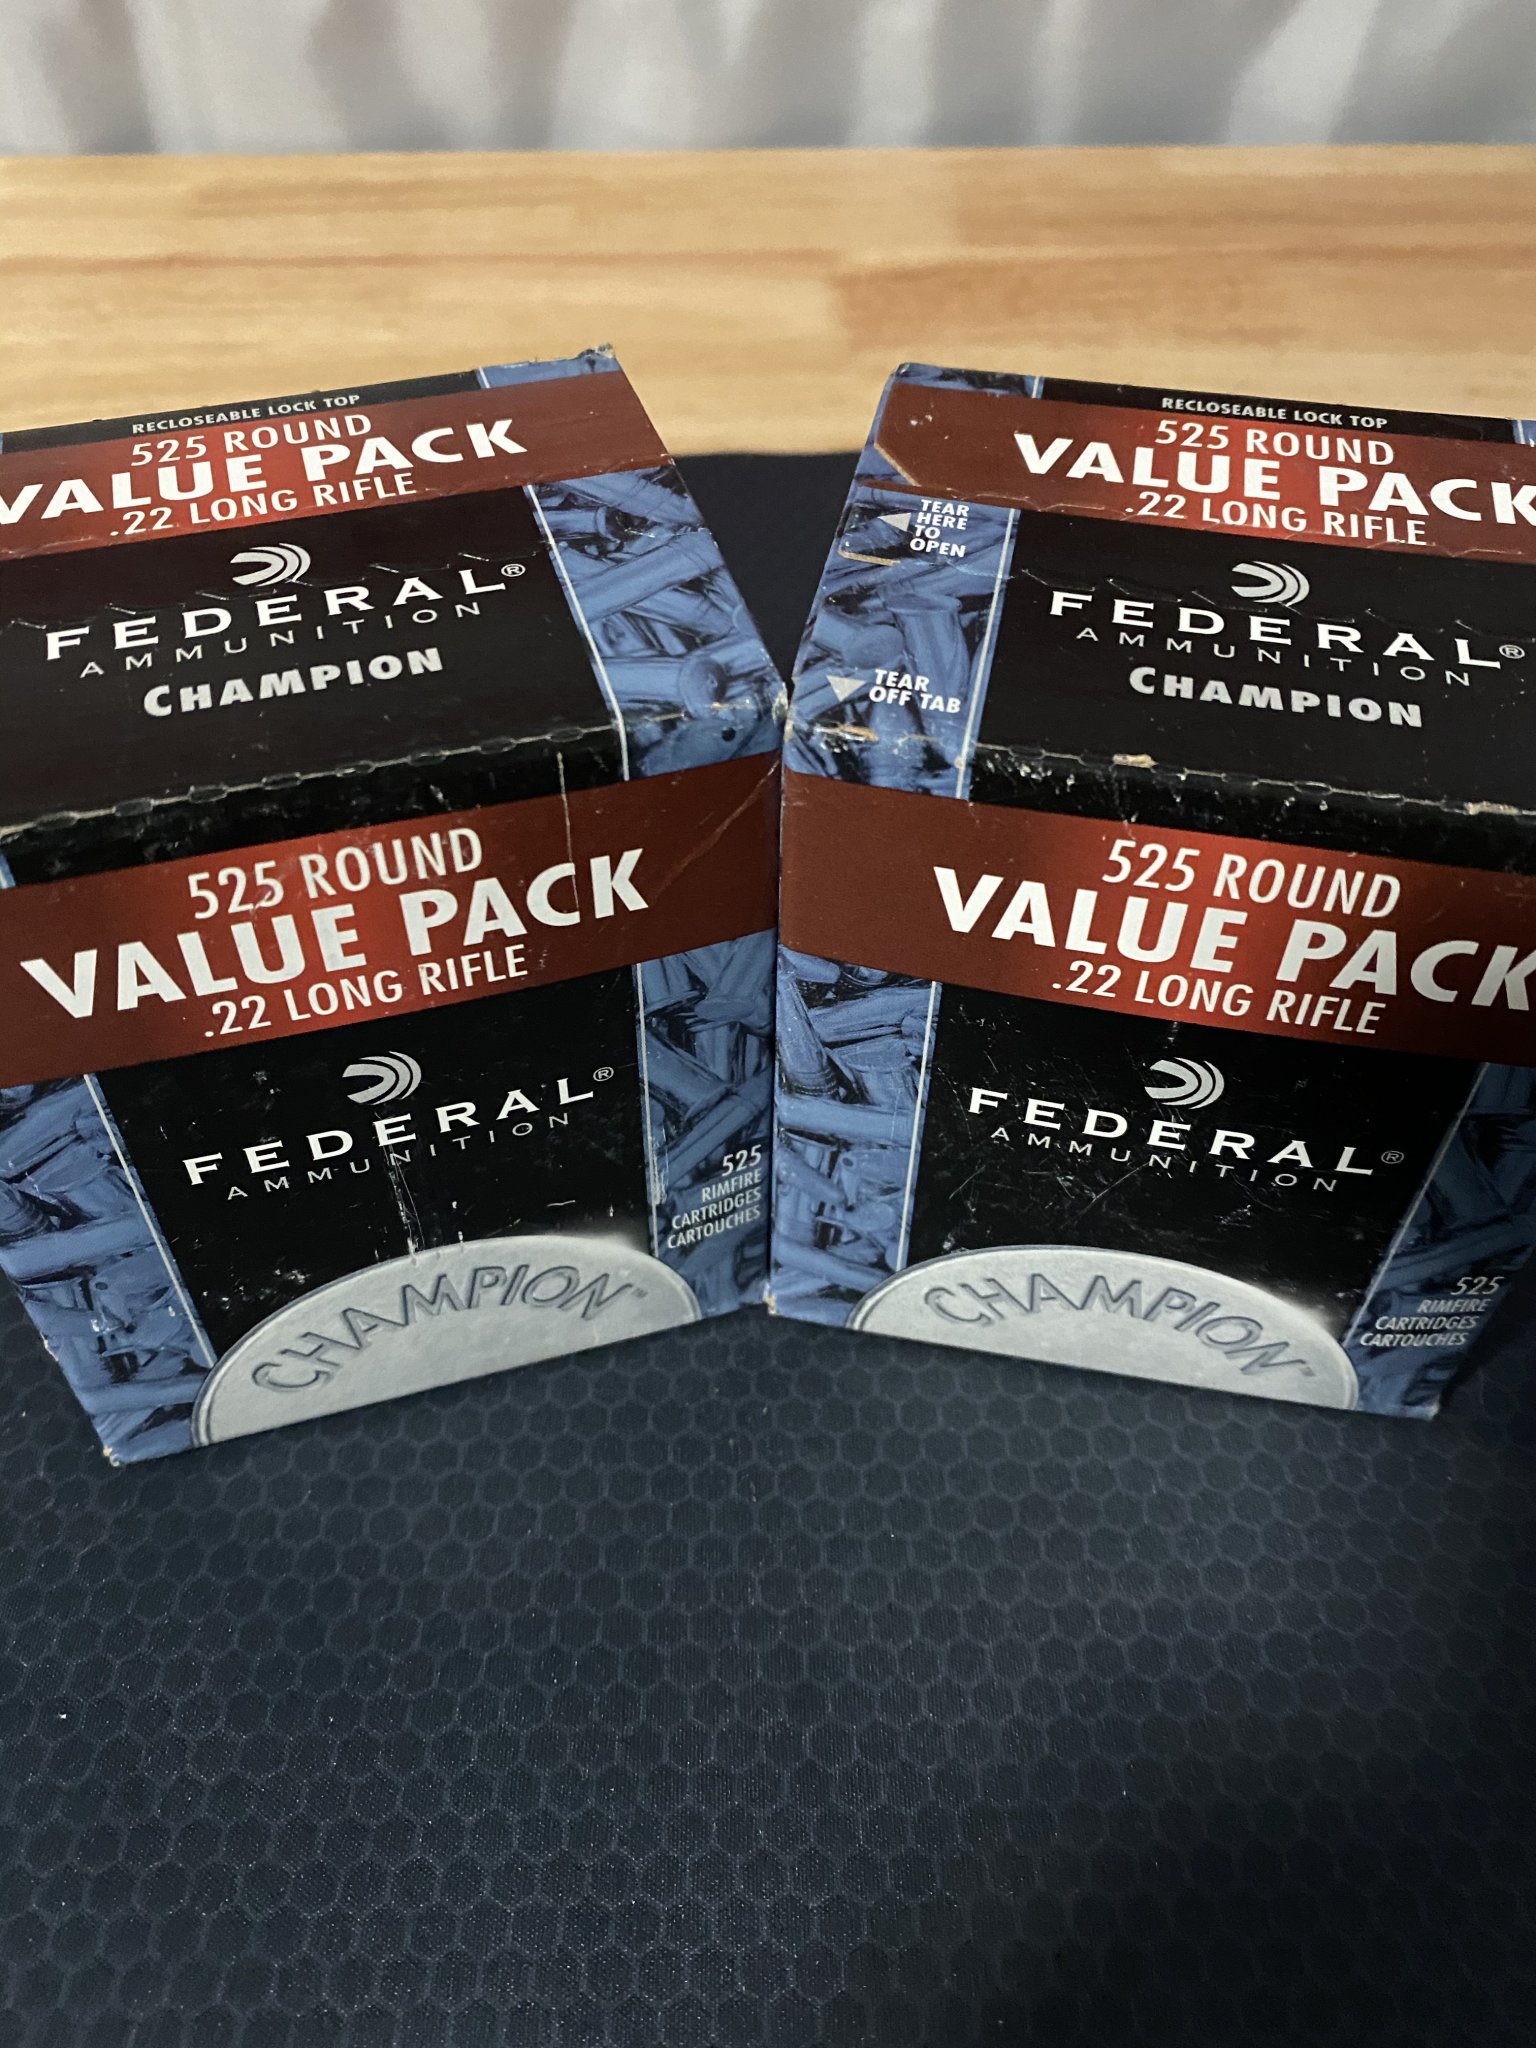 RECLOSEABLE LOCK TOP
525 ROUND
VALUE PACK
.22 LONG RIFLE
FEDERAL®
AMMUNITION
CHAMPION
525 ROUND
VALUE PACK
.22 LONG RIFLE
FEDERAL®
AMMUNITION
525
RIMFIRE
CARTRIDGES
CARTOUCHES
CHAMPION™
RECLOSEABLE LOCK TOP
525 ROUND
VALUE PACK
.22 LONG RIFLE
TEAR
HERE
TO
OPEN
FEDERAL®
AMMUNITION
TEAR
OFF TAB
CHAMPION
525 ROUND
VALUE PACK
.22 LONG RIFLE
FEDERAL®
AMMUNITION
525
RIMFIRE
CARTRIDGES
CARTOUCHES
CHAMPION™